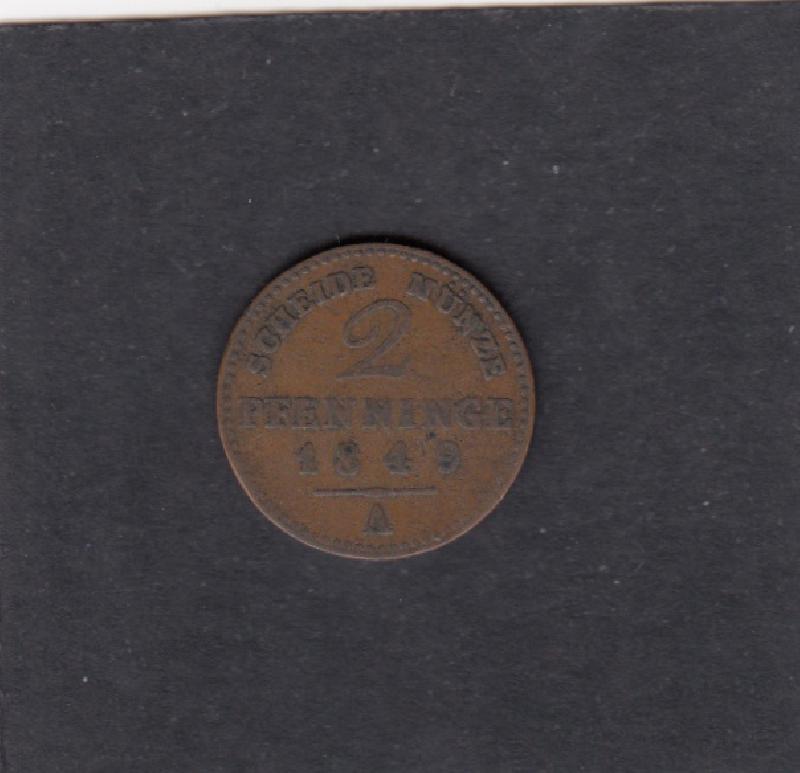 SCHEIDE MÜNZE
2
PFENNINGE
1849
A